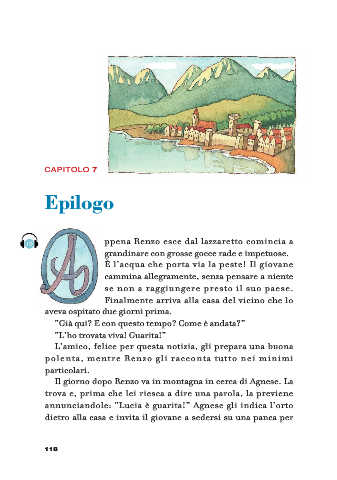 CAPITOLO 7
Epilogo
Appena Renzo esce dal lazzaretto comincia a
grandinare con grosse gocce rade e impetuose.
È l'acqua che porta via la peste! Il giovane
cammina allegramente, senza pensare a niente
se non a raggiungere presto il suo paese.
Finalmente arriva alla casa del vicino che lo
aveva ospitato due giorni prima.
"Già qui? E con questo tempo? Come è andata?"
"L'ho trovata viva! Guarita!"
L'amico, felice per questa notizia, gli prepara una buona
polenta, mentre Renzo gli racconta tutto nei minimi
particolari.
Il giorno dopo Renzo va in montagna in cerca di Agnese. La
trova e, prima che lei riesca a dire una parola, la previene
annunciandole: "Lucia è guarita!" Agnese gli indica l'orto
dietro alla casa e invita il giovane a sedersi su una panca per
118